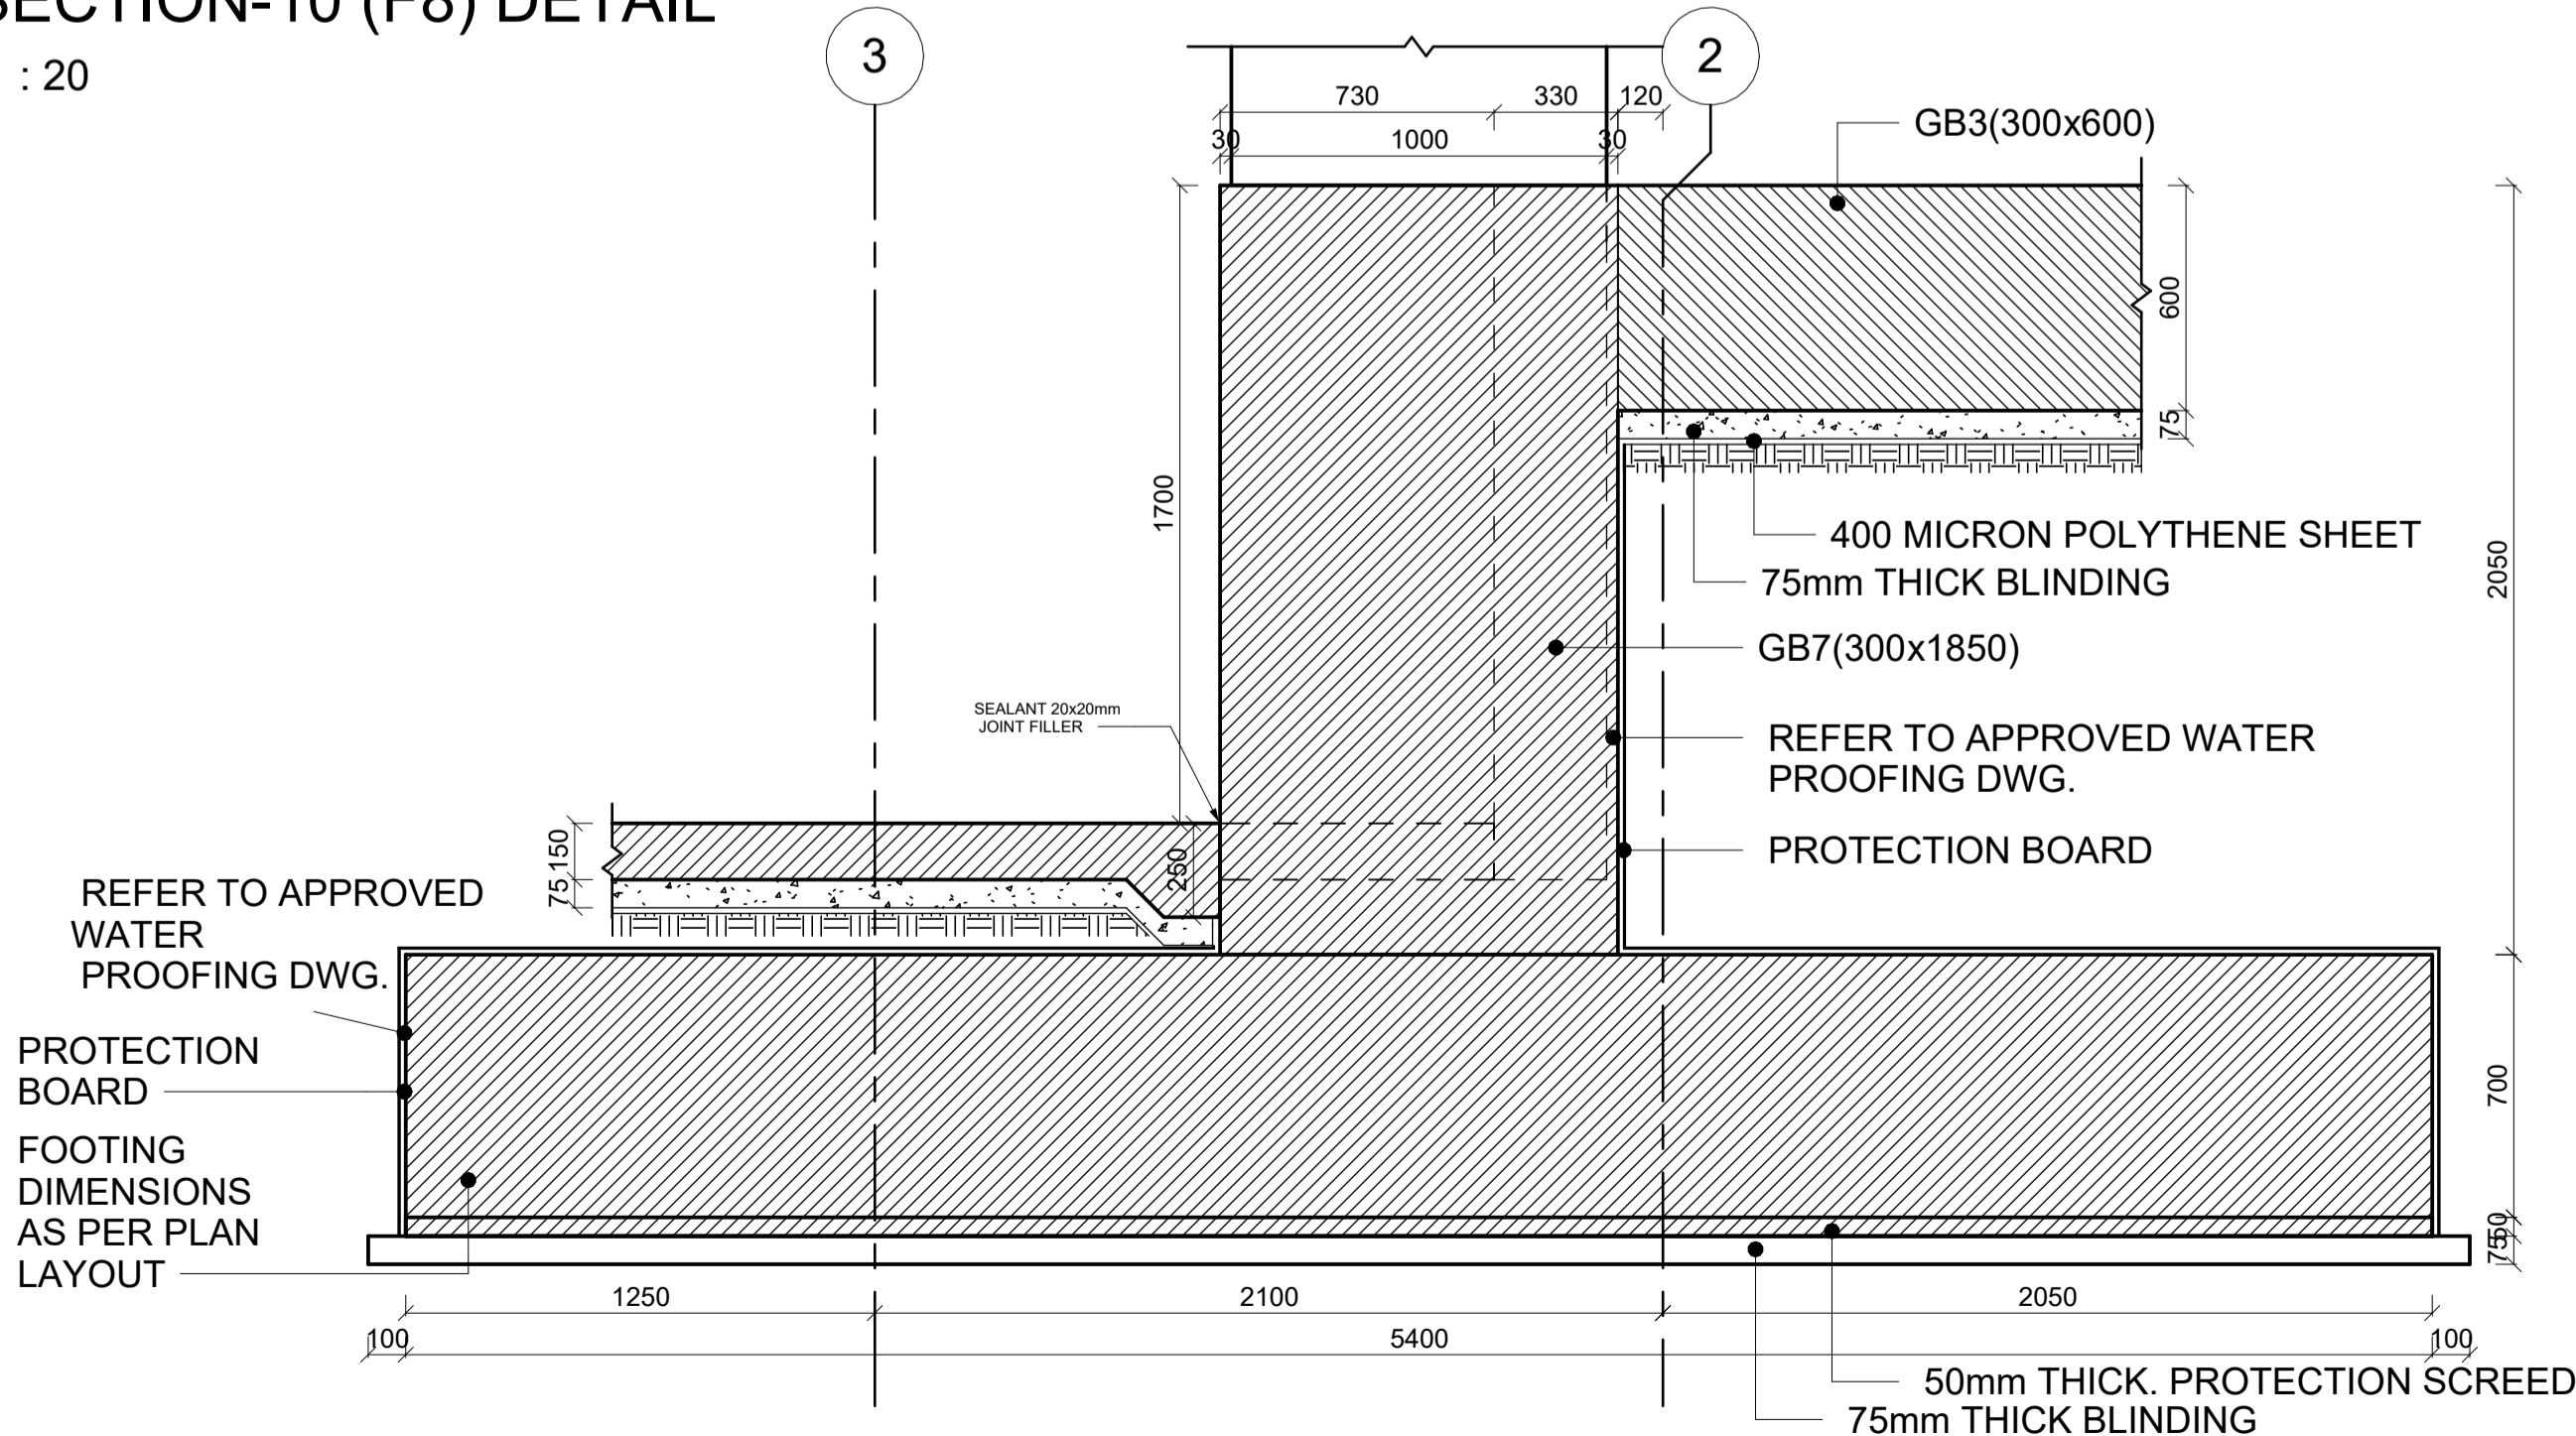 SECTION-10 (F8) DETAIL
: 20
3
2
730
330
120
30
1000
30
GB3(300x600)
600
75
1700
2050
400 MICRON POLYTHENE SHEET
75mm THICK BLINDING
GB7(300x1850)
SEALANT 20x20mm
JOINT FILLER
REFER TO APPROVED WATER
PROOFING DWG.
PROTECTION BOARD
150
75
250
REFER TO APPROVED
WATER
PROOFING DWG.
PROTECTION
BOARD
FOOTING
DIMENSIONS
AS PER PLAN
LAYOUT
700
50
75
1250
2100
2050
100
5400
100
50mm THICK. PROTECTION SCREED
75mm THICK BLINDING